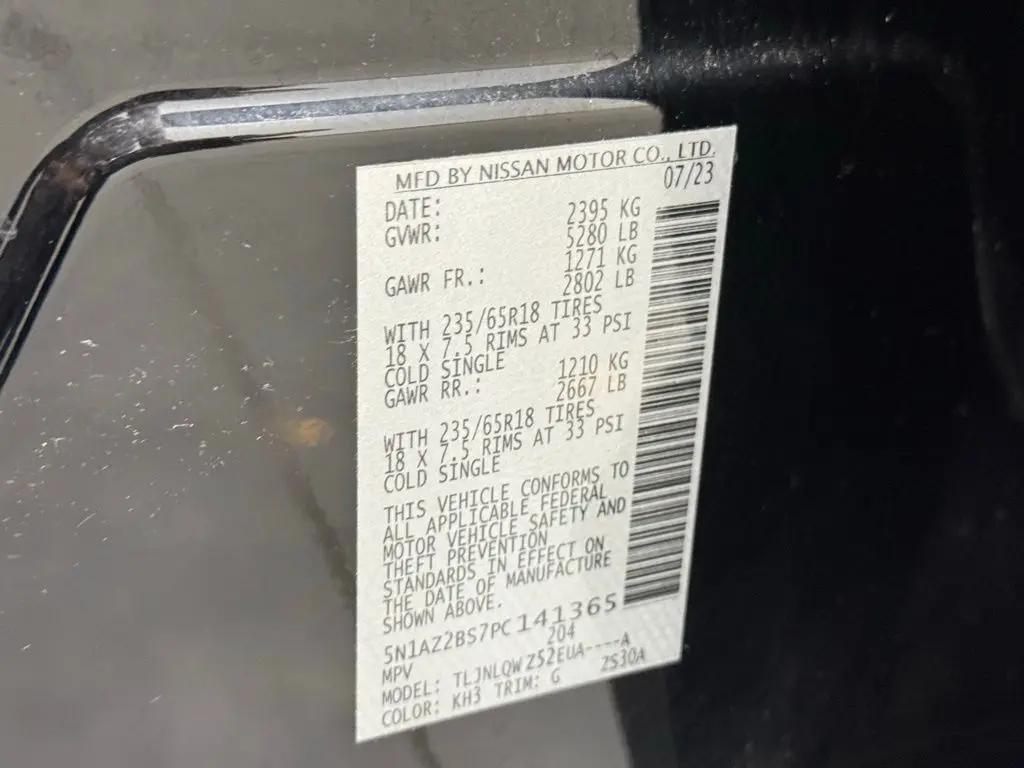 MFD BY NISSAN MOTOR CO., LTD.
DATE: 07/23
GVWR: 2395 KG
5280 LB
GAWR FR.: 1271 KG
2802 LB
WITH 235/65R18 TIRES
18 X 7.5 RIMS AT 33 PSI
COLD SINGLE
GAWR RR.: 1210 KG
2667 LB
WITH 235/65R18 TIRES
18 X 7.5 RIMS AT 33 PSI
COLD SINGLE
THIS VEHICLE CONFORMS TO
ALL APPLICABLE FEDERAL
MOTOR VEHICLE SAFETY AND
THEFT PREVENTION
STANDARDS IN EFFECT ON
THE DATE OF MANUFACTURE
SHOWN ABOVE.
5N1AZ2BS7PC141365
MPV 204
MODEL: TLJNLQW Z52EUA----A
COLOR: KH3 TRIM: G ZS30A